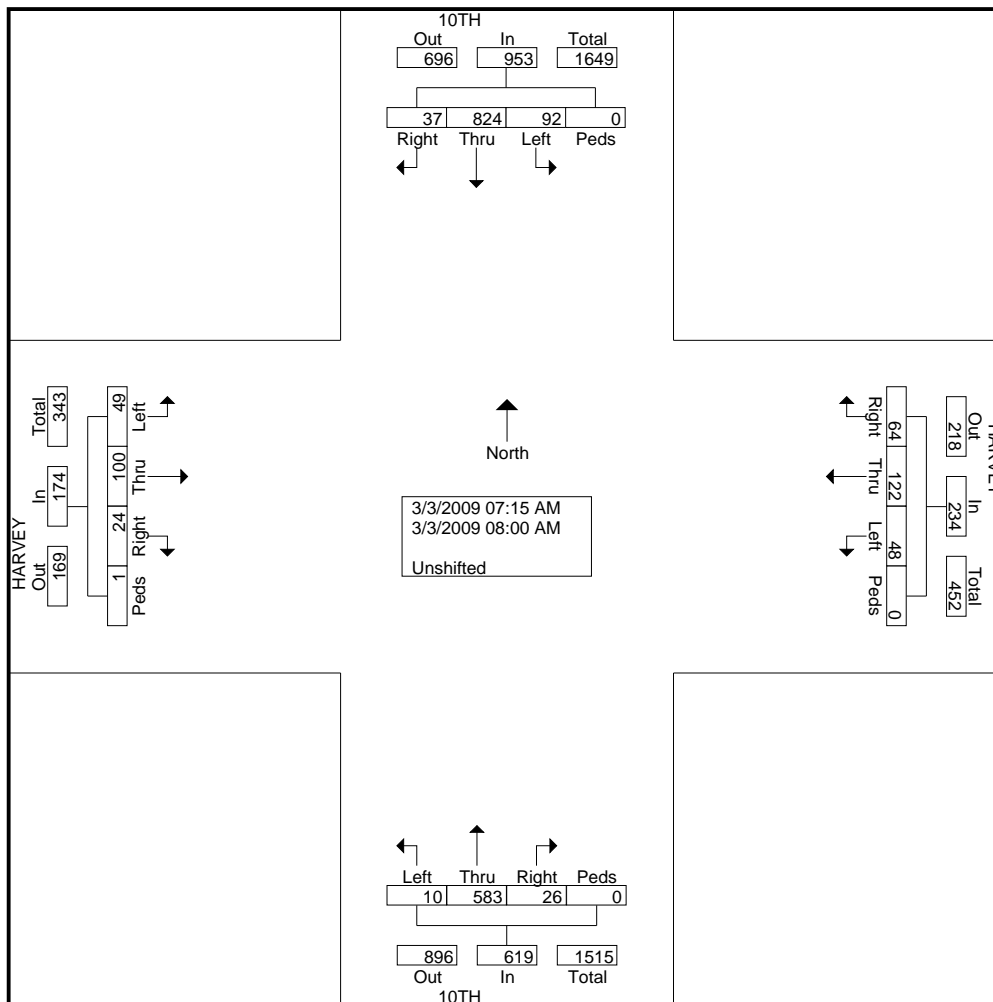 10TH
Out In Total
696 953 1649
37 824 92 0
Right Thru Left Peds
HARVEY
Total In Out
343 174 169
49 100 24 1
Left Thru Right Peds
North
3/3/2009 07:15 AM
3/3/2009 08:00 AM
Unshifted
Right Thru Left Peds
64 122 48 0
218 234 452
Out In Total
HARVEY
Left Thru Right Peds
10 583 26 0
896 619 1515
Out In Total
10TH